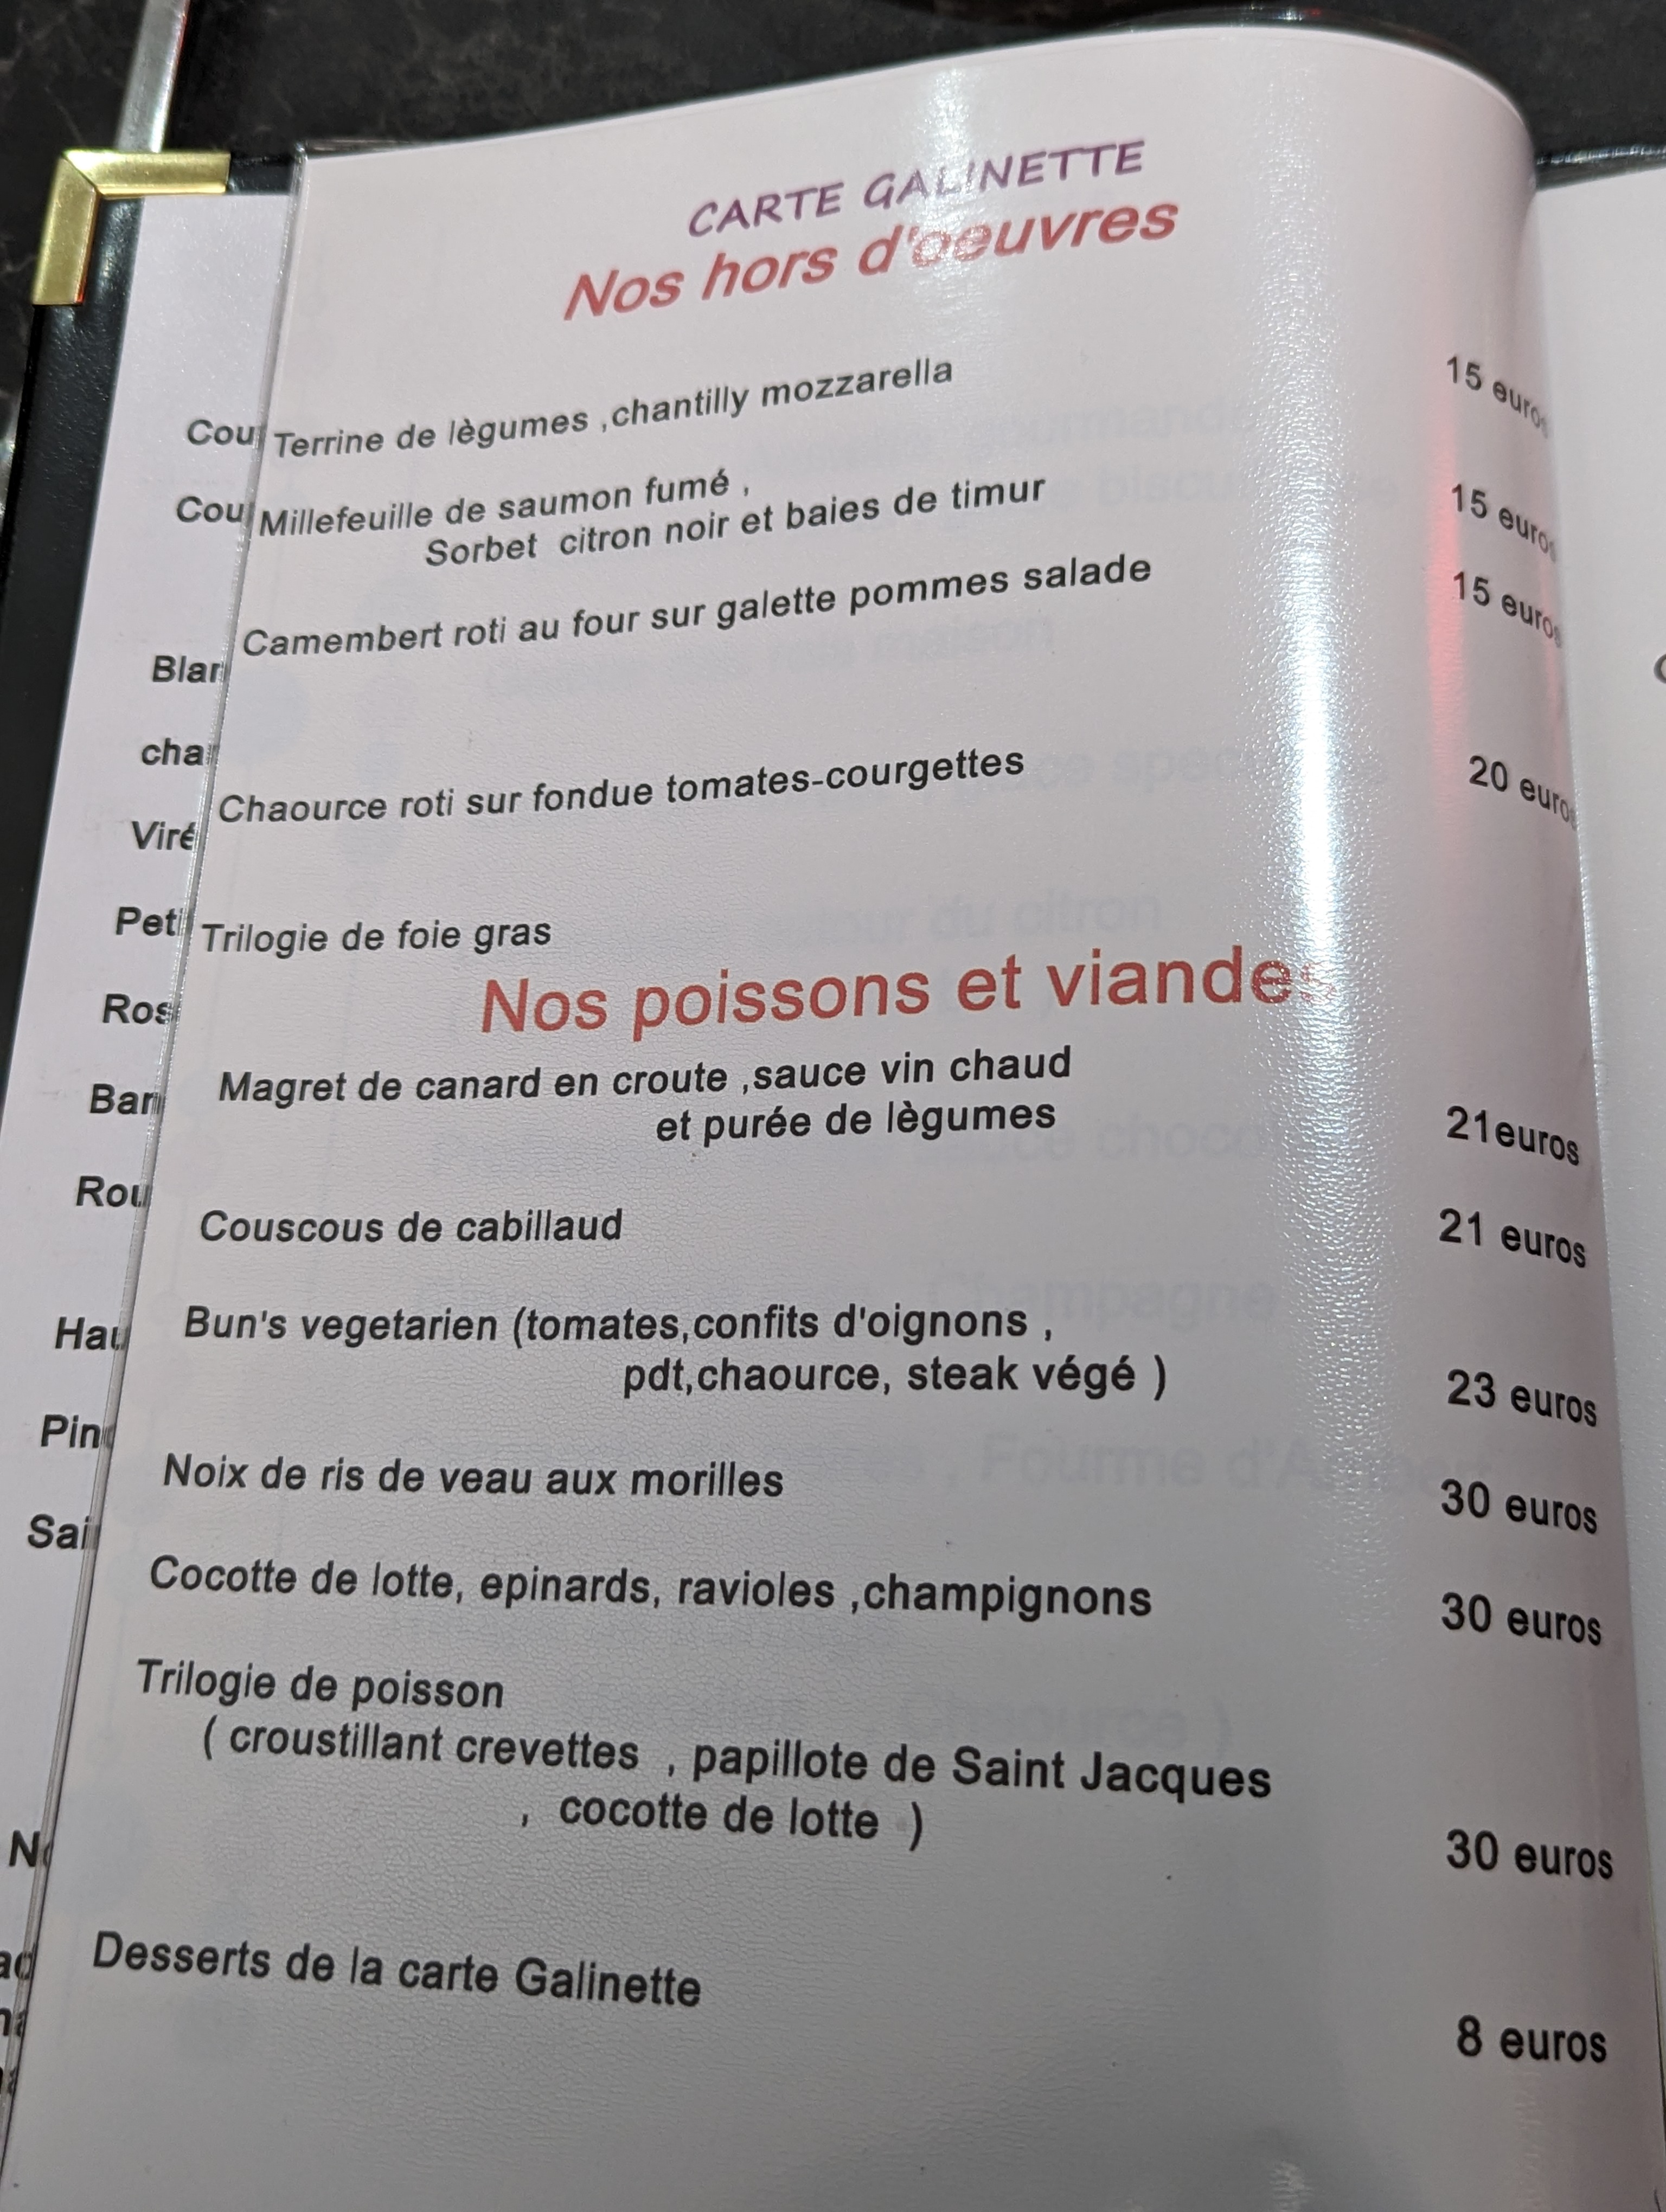 CARTE GALINETTE
Nos hors d'oeuvres
Terrine de lègumes ,chantilly mozzarella 15 euros
Millefeuille de saumon fumé ,
Sorbet citron noir et baies de timur 15 euros
Camembert roti au four sur galette pommes salade 15 euros
Chaource roti sur fondue tomates-courgettes 20 euros
Trilogie de foie gras
Nos poissons et viandes
Magret de canard en croute ,sauce vin chaud
et purée de lègumes 21euros
Couscous de cabillaud 21 euros
Bun's vegetarien (tomates,confits d'oignons ,
pdt,chaource, steak végé ) 23 euros
Noix de ris de veau aux morilles 30 euros
Cocotte de lotte, epinards, ravioles ,champignons 30 euros
Trilogie de poisson
( croustillant crevettes , papillote de Saint Jacques
, cocotte de lotte ) 30 euros
Desserts de la carte Galinette
8 euros